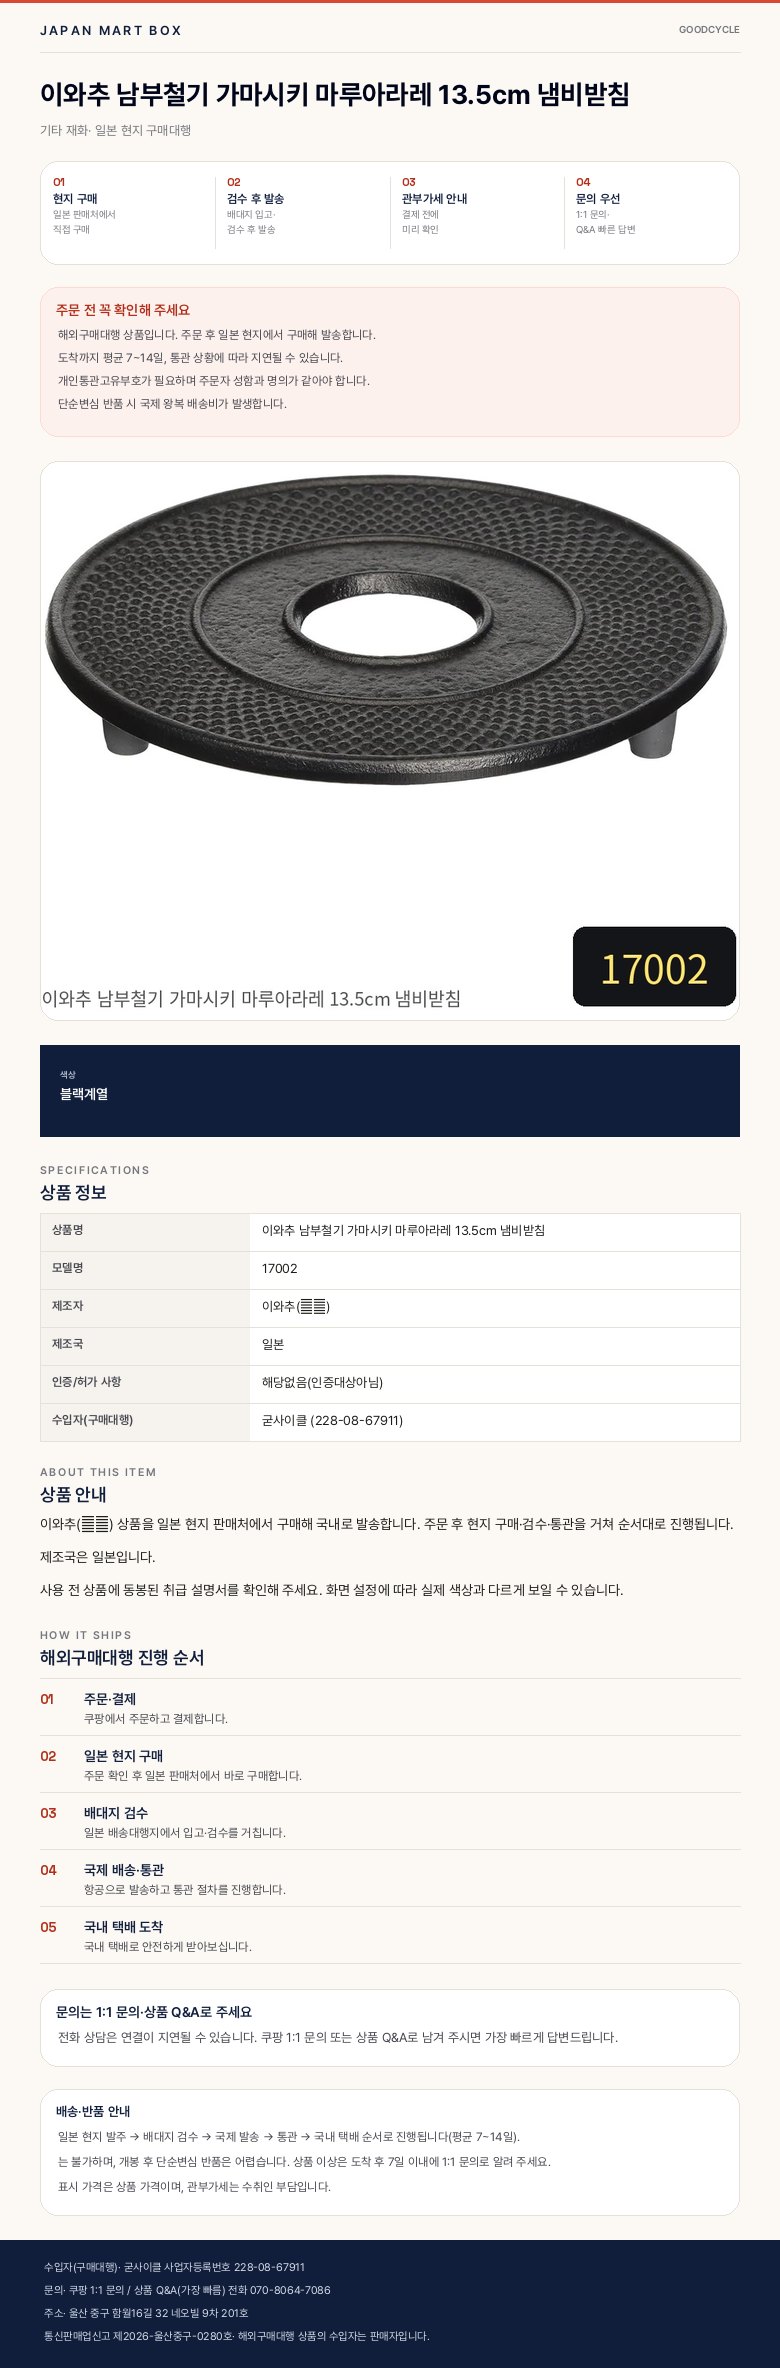 JAPAN MART BOX
GOODCYCLE
이와추 남부철기 가마시키 마루아라레 13.5cm 냄비받침
기타 재화· 일본 현지 구매대행
01
현지 구매
일본 판매처에서
직접 구매
02
검수 후 발송
배대지 입고·
검수 후 발송
03
관부가세 안내
결제 전에
미리 확인
04
문의 우선
1:1 문의·
Q&A 빠른 답변
주문 전 꼭 확인해 주세요
해외구매대행 상품입니다. 주문 후 일본 현지에서 구매해 발송합니다.
도착까지 평균 7~14일, 통관 상황에 따라 지연될 수 있습니다.
개인통관고유부호가 필요하며 주문자 성함과 명의가 같아야 합니다.
단순변심 반품 시 국제 왕복 배송비가 발생합니다.
17002
이와추 남부철기 가마시키 마루아라레 13.5cm 냄비받침
색상
블랙계열
SPECIFICATIONS
상품 정보
상품명 이와추 남부철기 가마시키 마루아라레 13.5cm 냄비받침
모델명 17002
제조자 이와추()
제조국 일본
인증/허가 사항 해당없음(인증대상아님)
수입자(구매대행) 굳사이클 (228-08-67911)
ABOUT THIS ITEM
상품 안내
이와추() 상품을 일본 현지 판매처에서 구매해 국내로 발송합니다. 주문 후 현지 구매·검수·통관을 거쳐 순서대로 진행됩니다.
제조국은 일본입니다.
사용 전 상품에 동봉된 취급 설명서를 확인해 주세요. 화면 설정에 따라 실제 색상과 다르게 보일 수 있습니다.
HOW IT SHIPS
해외구매대행 진행 순서
01 주문·결제
쿠팡에서 주문하고 결제합니다.
02 일본 현지 구매
주문 확인 후 일본 판매처에서 바로 구매합니다.
03 배대지 검수
일본 배송대행지에서 입고·검수를 거칩니다.
04 국제 배송·통관
항공으로 발송하고 통관 절차를 진행합니다.
05 국내 택배 도착
국내 택배로 안전하게 받아보십니다.
문의는 1:1 문의·상품 Q&A로 주세요
전화 상담은 연결이 지연될 수 있습니다. 쿠팡 1:1 문의 또는 상품 Q&A로 남겨 주시면 가장 빠르게 답변드립니다.
배송·반품 안내
일본 현지 발주 → 배대지 검수 → 국제 발송 → 통관 → 국내 택배 순서로 진행됩니다(평균 7~14일).
는 불가하며, 개봉 후 단순변심 반품은 어렵습니다. 상품 이상은 도착 후 7일 이내에 1:1 문의로 알려 주세요.
표시 가격은 상품 가격이며, 관부가세는 수취인 부담입니다.
수입자(구매대행)· 굳사이클 사업자등록번호 228-08-67911
문의· 쿠팡 1:1 문의 / 상품 Q&A(가장 빠름) 전화 070-8064-7086
주소· 울산 중구 함월16길 32 네오빌 9차 201호
통신판매업신고 제2026-울산중구-0280호· 해외구매대행 상품의 수입자는 판매자입니다.